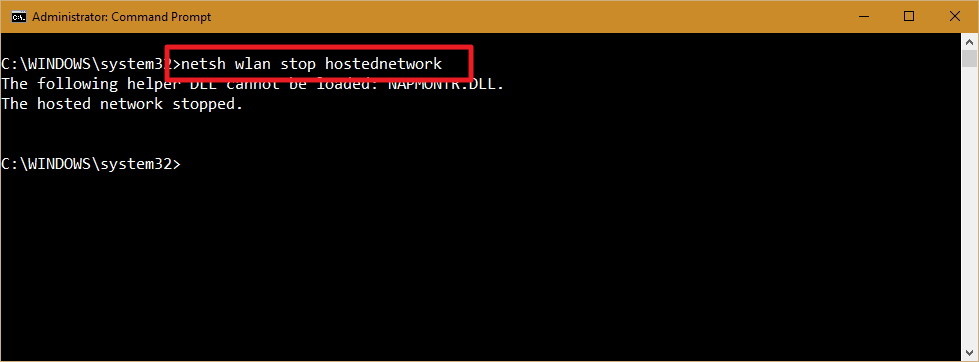 Administrator: Command Prompt
C:\WINDOWS\system32>netsh wlan stop hostednetwork
The following helper DLL cannot be loaded: NAPMONTR.DLL.
The hosted network stopped.
C:\WINDOWS\system32>